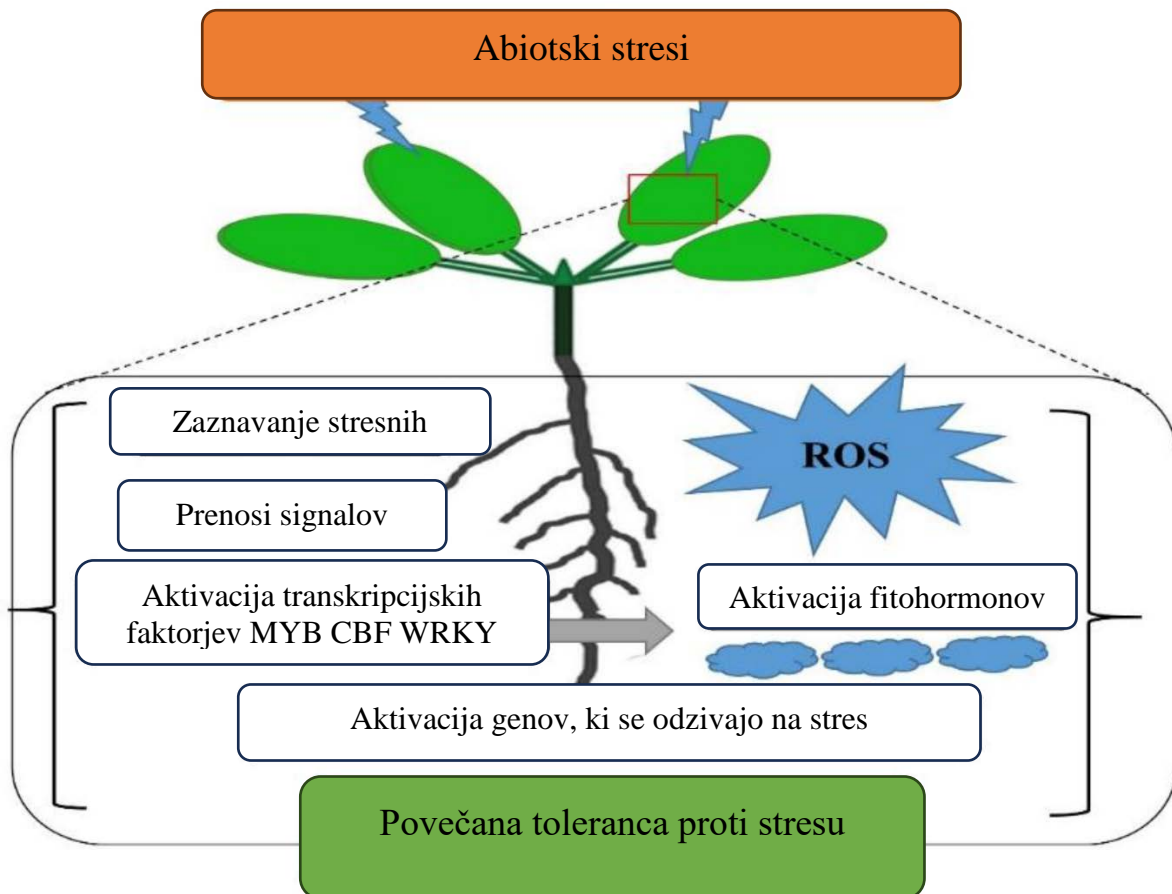 Abiotski stresi
Zaznavanje stresnih
ROS
Prenosi signalov
Aktivacija transkripcijskih
faktorjev MYB CBF WRKY
Aktivacija fitohormonov
Aktivacija genov, ki se odzivajo na stres
Povečana toleranca proti stresu